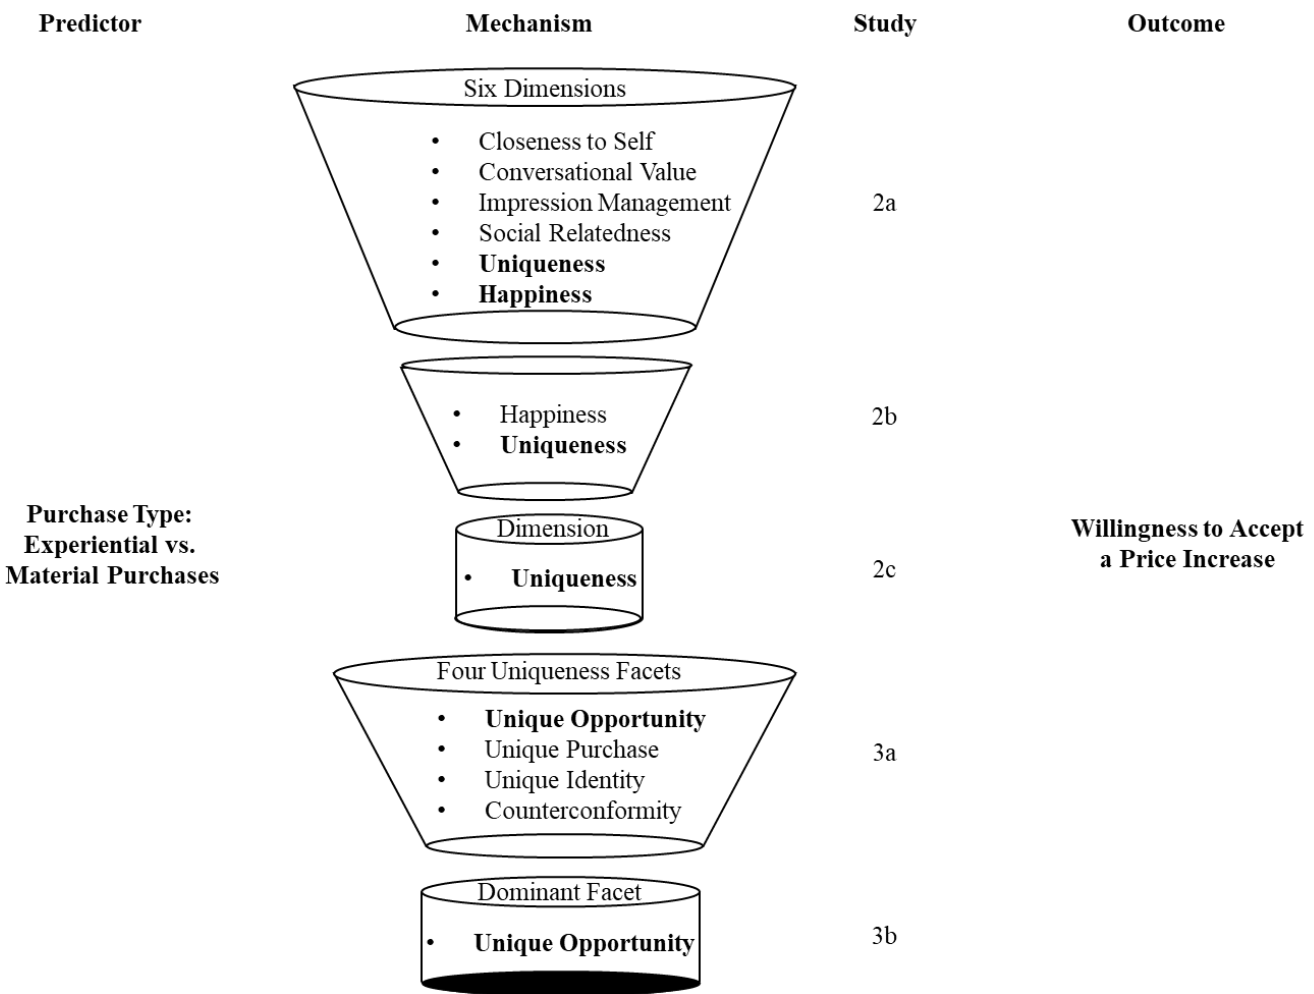 Predictor Mechanism Study Outcome
Six Dimensions
• Closeness to Self
• Conversational Value
• Impression Management
• Social Relatedness
• Uniqueness
• Happiness
2a
• Happiness
• Uniqueness
2b
Purchase Type:
Experiential vs.
Material Purchases
Dimension
• Uniqueness
2c
Willingness to Accept
a Price Increase
Four Uniqueness Facets
• Unique Opportunity
• Unique Purchase
• Unique Identity
• Counterconformity
3a
Dominant Facet
• Unique Opportunity
3b